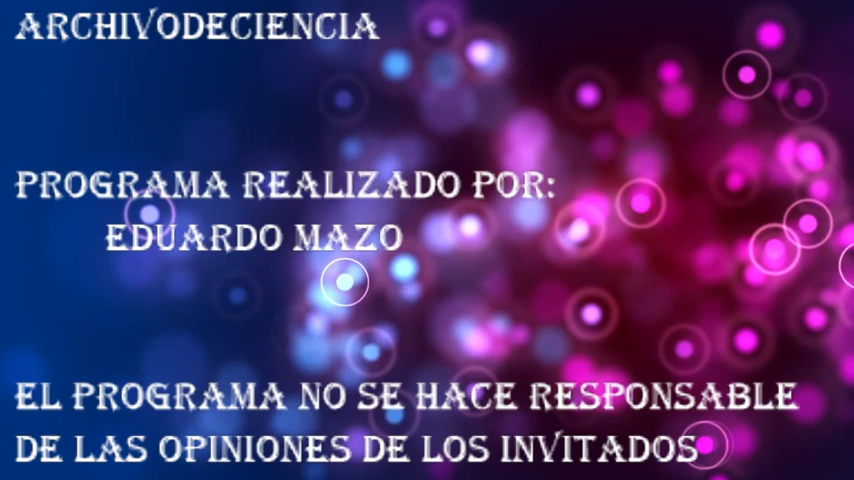 ARCHIVODECIENCIA
PROGRAMA REALIZADO POR:
EDUARDO MAZO
EL PROGRAMA NO SE HACE RESPONSABLE
DE LAS OPINIONES DE LOS INVITADOS